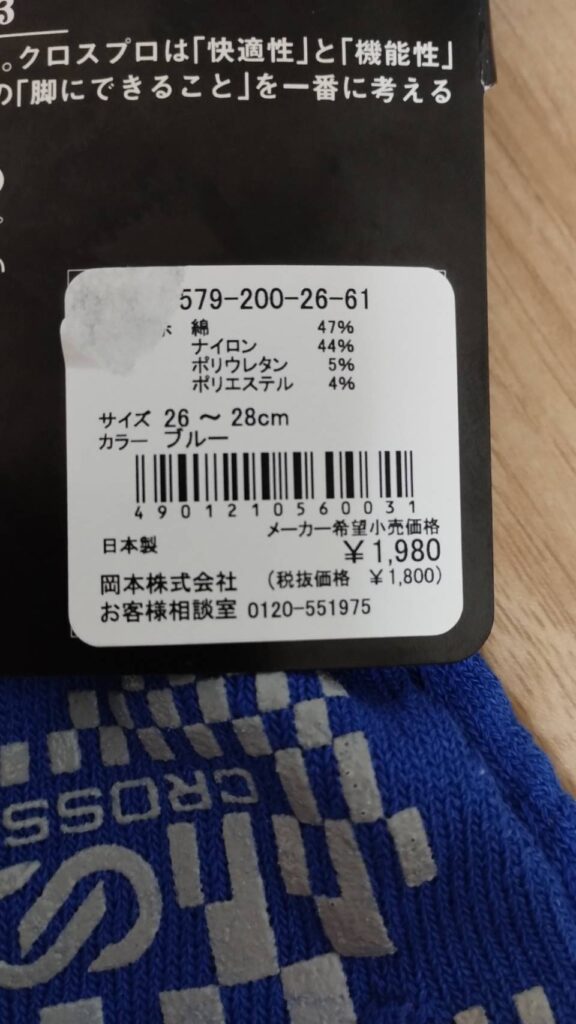 3
。クロスプロは「快適性」と「機能性」
の「脚にできること」を一番に考える
579-200-26-61
綿 47%
ナイロン 44%
ポリウレタン 5%
ポリエステル 4%
サイズ 26 〜 28cm
カラー ブルー
4901210560031
メーカー希望小売価格
日本製 ¥1,980
岡本株式会社 (税抜価格 ¥1,800)
お客様相談室 0120-551975
CROSS